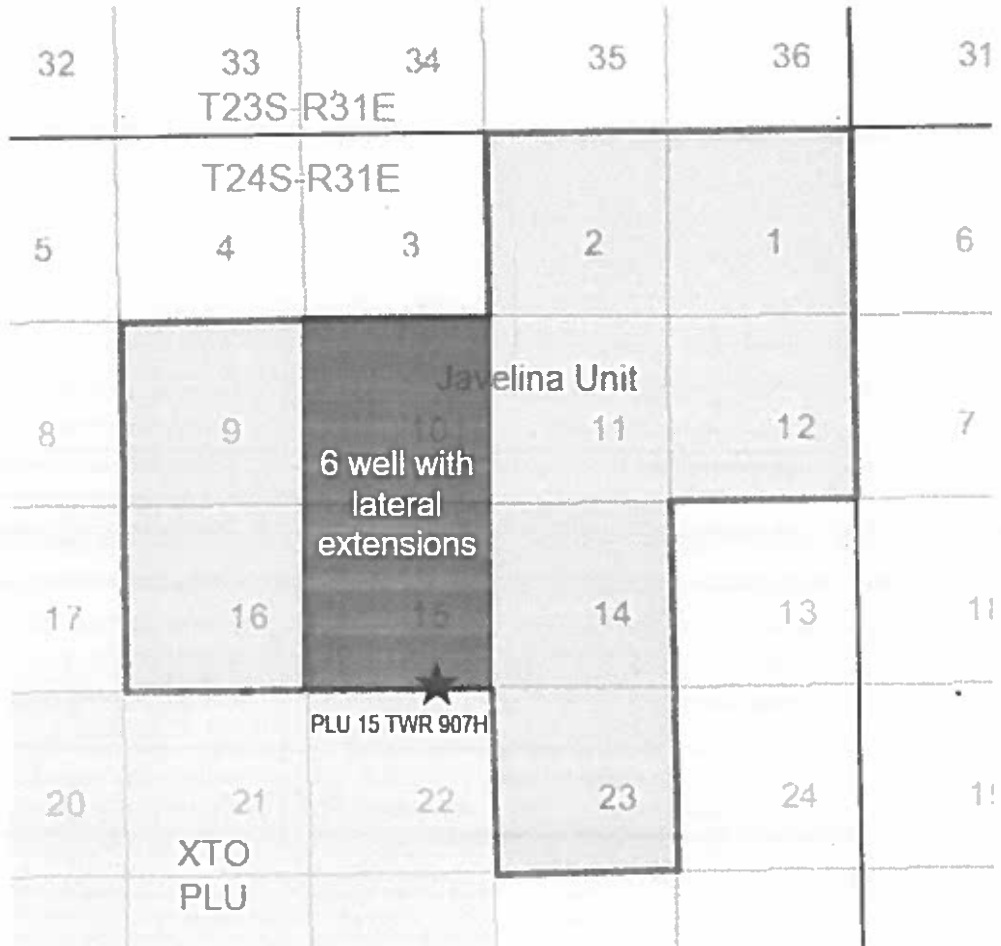 32 33 34 35 36 31
T23S-R31E
T24S-R31E
5 4 3 2 1 6
Javelina Unit
8 9 10 11 12 7
6 well with
lateral
extensions
17 16 15 14 13
PLU 15 TWR 907H
20 21 22 23 24
XTO
PLU